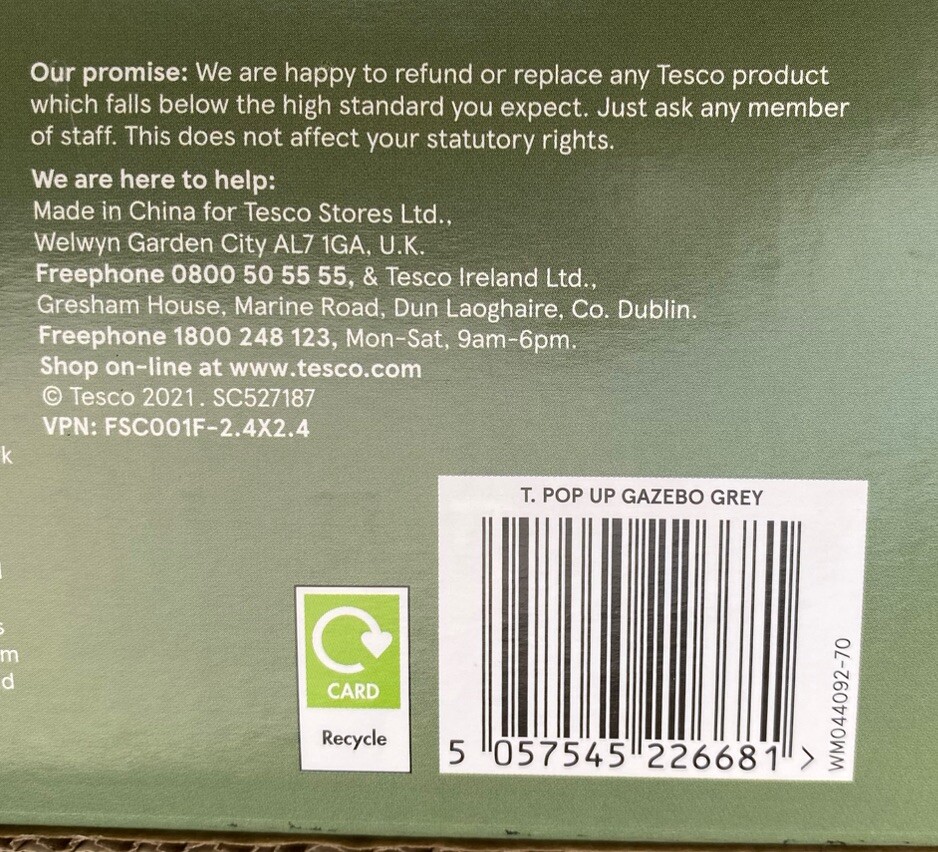 Our promise: We are happy to refund or replace any Tesco product
which falls below the high standard you expect. Just ask any member
of staff. This does not affect your statutory rights.
We are here to help:
Made in China for Tesco Stores Ltd.,
Welwyn Garden City AL7 1GA, U.K.
Freephone 0800 50 55 55, & Tesco Ireland Ltd.,
Gresham House, Marine Road, Dun Laoghaire, Co. Dublin.
Freephone 1800 248 123, Mon-Sat, 9am-6pm.
Shop on-line at www.tesco.com
© Tesco 2021. SC527187
VPN: FSC001F-2.4X2.4
k
s
m
d
CARD
Recycle
T. POP UP GAZEBO GREY
5 057545 226681 >
WM044092-70